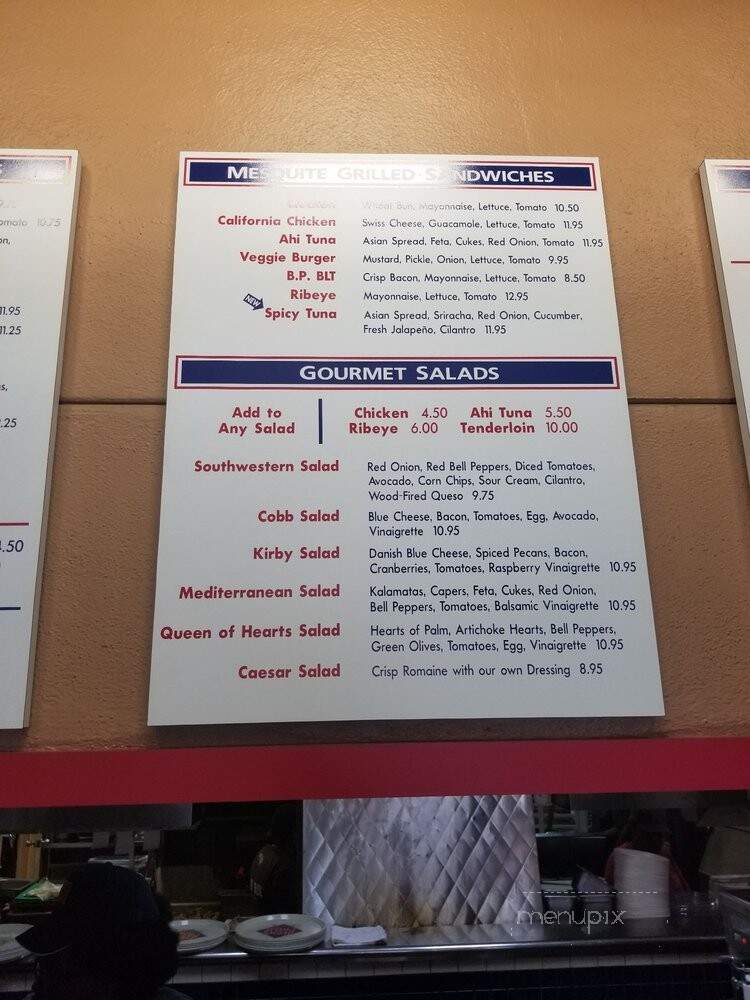 MESQUITE GRILLED SANDWICHES
Wheat Bun, Mayonnaise, Lettuce, Tomato 10.50
California Chicken Swiss Cheese, Guacamole, Lettuce, Tomato 11.95
Ahi Tuna Asian Spread, Feta, Cukes, Red Onion, Tomato 11.95
Veggie Burger Mustard, Pickle, Onion, Lettuce, Tomato 9.95
B.P. BLT Crisp Bacon, Mayonnaise, Lettuce, Tomato 8.50
Ribeye Mayonnaise, Lettuce, Tomato 12.95
NEW
Spicy Tuna Asian Spread, Sriracha, Red Onion, Cucumber,
Fresh Jalapeño, Cilantro 11.95
GOURMET SALADS
Add to Chicken 4.50 Ahi Tuna 5.50
Any Salad Ribeye 6.00 Tenderloin 10.00
Southwestern Salad Red Onion, Red Bell Peppers, Diced Tomatoes,
Avocado, Corn Chips, Sour Cream, Cilantro,
Wood-Fired Queso 9.75
Cobb Salad Blue Cheese, Bacon, Tomatoes, Egg, Avocado,
Vinaigrette 10.95
Kirby Salad Danish Blue Cheese, Spiced Pecans, Bacon,
Cranberries, Tomatoes, Raspberry Vinaigrette 10.95
Mediterranean Salad Kalamatas, Capers, Feta, Cukes, Red Onion,
Bell Peppers, Tomatoes, Balsamic Vinaigrette 10.95
Queen of Hearts Salad Hearts of Palm, Artichoke Hearts, Bell Peppers,
Green Olives, Tomatoes, Egg, Vinaigrette 10.95
Caesar Salad Crisp Romaine with our own Dressing 8.95
10.75
11.95
11.25
.25
.50
menupix